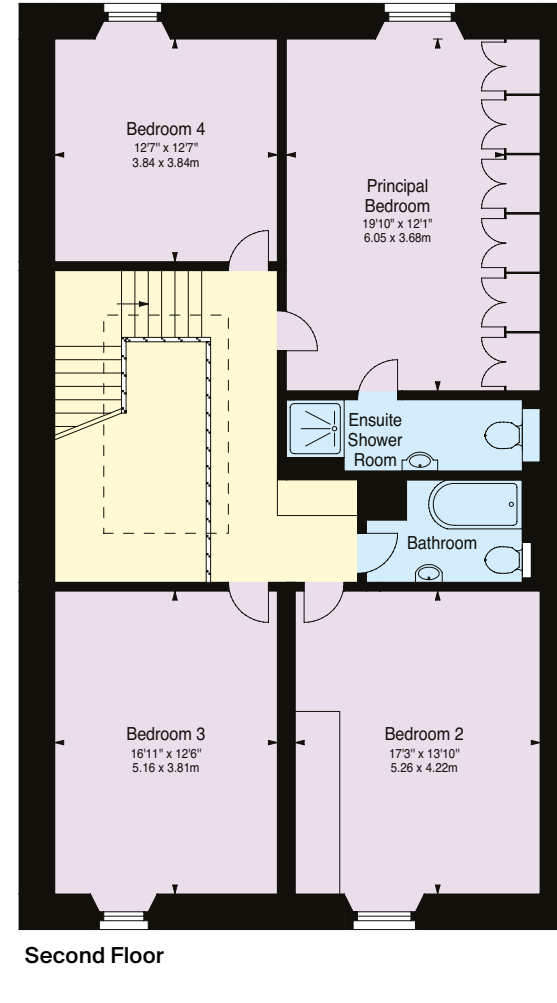 Bedroom 4
12'7" x 12'7"
3.84 x 3.84m
Principal
Bedroom
19'10" x 12'1"
6.05 x 3.68m
Ensuite
Shower
Room
Bathroom
Bedroom 3
16'11" x 12'6"
5.16 x 3.81m
Bedroom 2
17'3" x 13'10"
5.26 x 4.22m
Second Floor